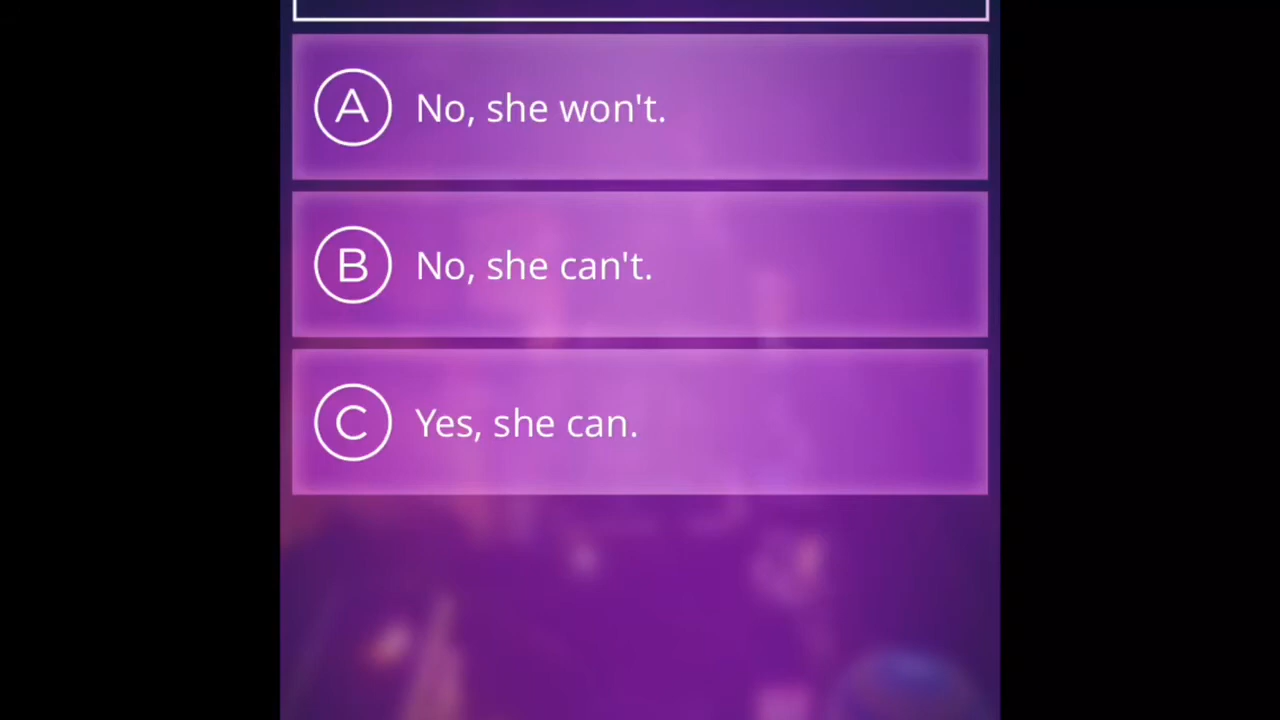 A No, she won't.
B No, she can't.
C Yes, she can.